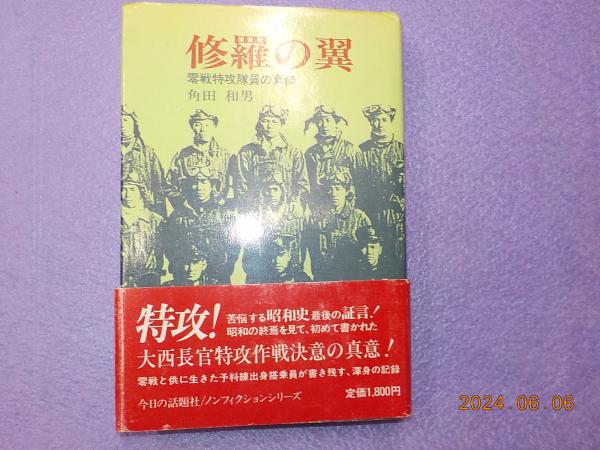 修羅の翼
零戦特攻隊員の真情
角田 和男
特攻!
苦悩する昭和史最後の証言!
昭和の終焉を見て、初めて書かれた
大西長官特攻作戦決意の真意!
零戦と供に生きた予科練出身搭乗員が書き残す、渾身の記録
今日の話題社/ノンフィクションシリーズ
定価1,800円
2024.06.06